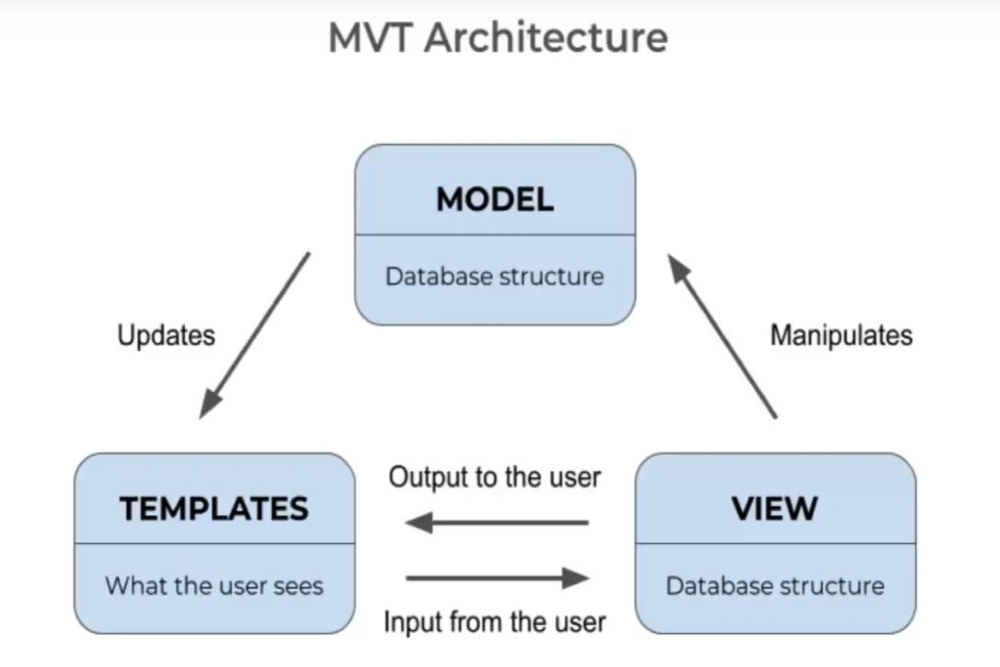 MVT Architecture
MODEL
Database structure
Updates
Manipulates
Output to the user
TEMPLATES
What the user sees
VIEW
Database structure
Input from the user